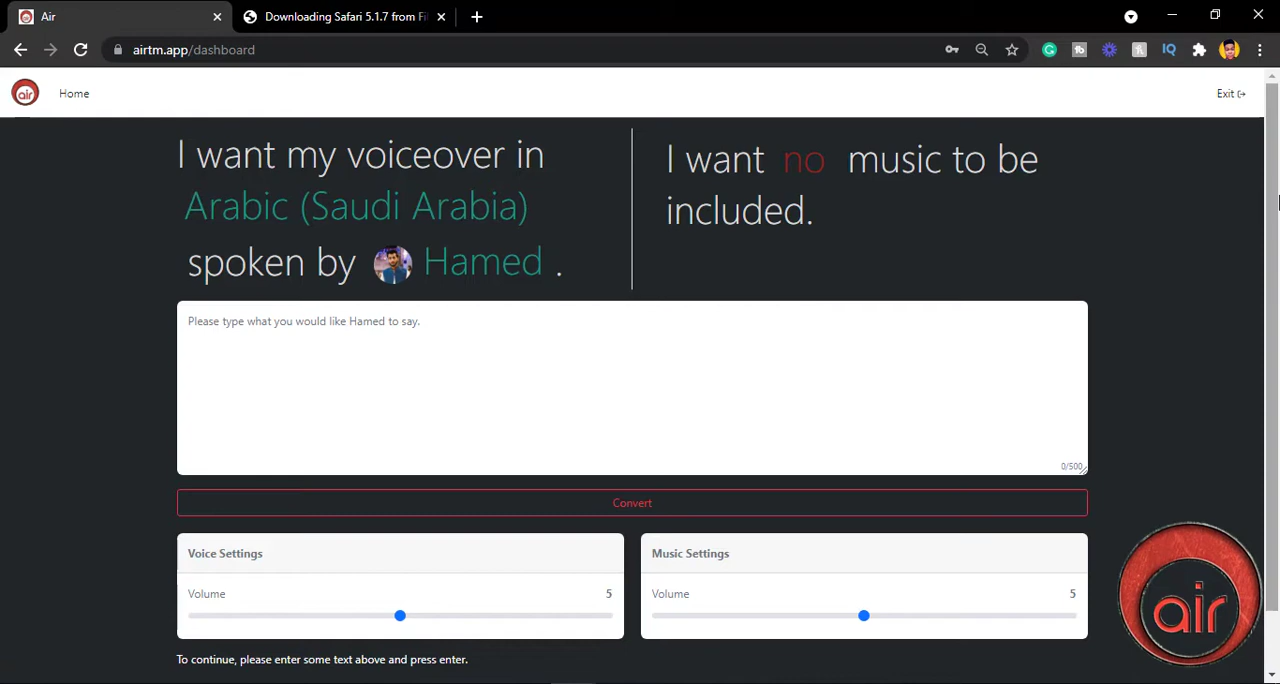 Air
Downloading Safari 5.1.7 from Fi
airtm.app/dashboard
IQ
air
Home
Exit
I want my voiceover in
Arabic (Saudi Arabia)
spoken by Hamed .
I want no music to be
included.
Please type what you would like Hamed to say.
0/500
Convert
Voice Settings
Volume 5
Music Settings
Volume 5
air
To continue, please enter some text above and press enter.